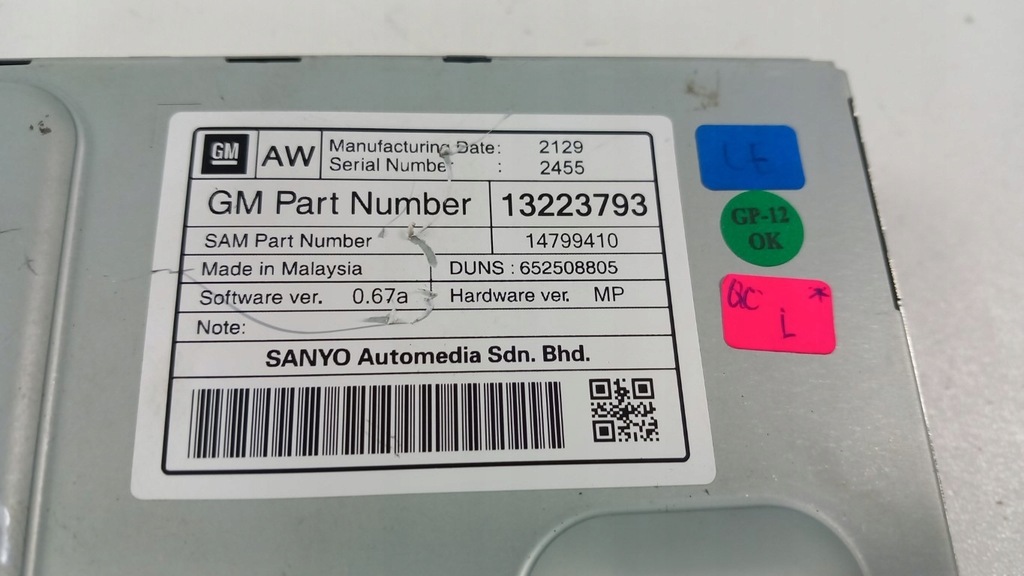 GM
AW
Manufacturing Date: 2129
Serial Number : 2455
GM Part Number 13223793
SAM Part Number 14799410
Made in Malaysia DUNS : 652508805
Software ver. 0.67a Hardware ver. MP
Note:
SANYO Automedia Sdn. Bhd.
GP-12
OK
QC *
L